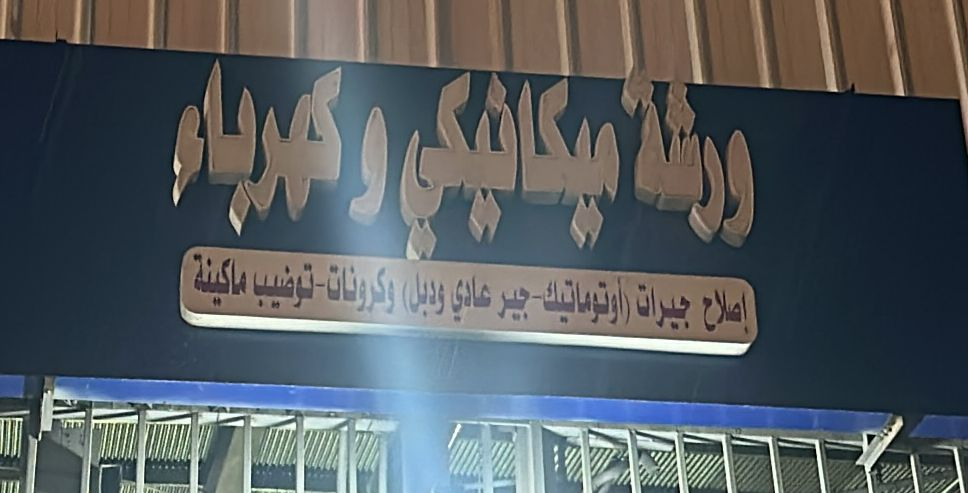 ورشة ميكانيكي و كهرباء
إصلاح جيرات (أوتوماتيك-جير عادي ودبل) وكرونات-توضيب ماكينة